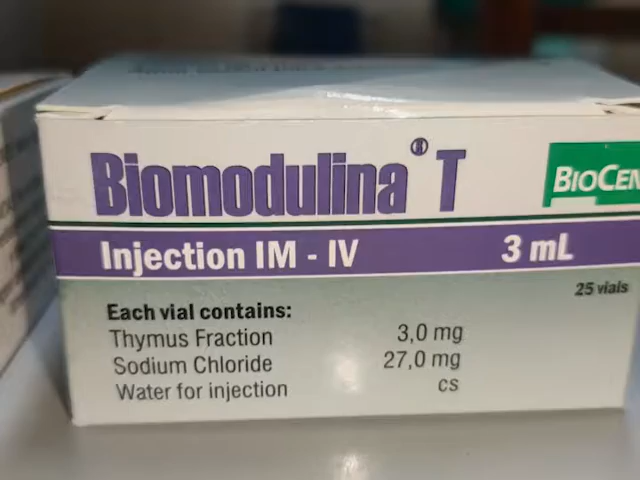 Biomodulina® T
BIOCEN
Injection IM - IV
3 mL
25 vials
Each vial contains:
Thymus Fraction 3,0 mg
Sodium Chloride 27,0 mg
Water for injection cs